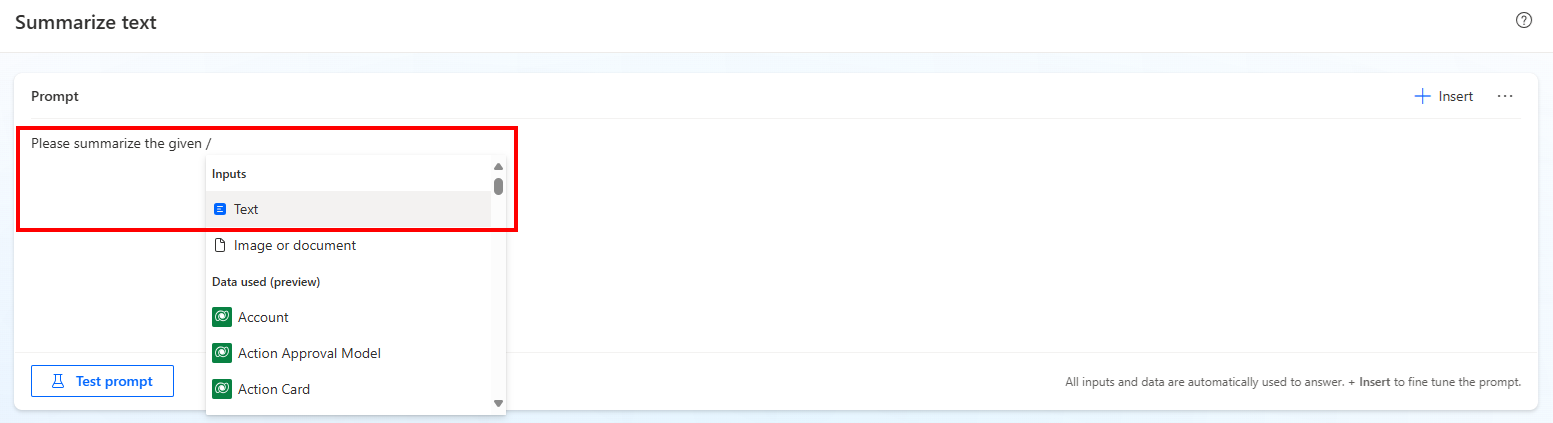 Summarize text
Prompt
Insert
Please summarize the given /
Inputs
Text
Image or document
Data used (preview)
Account
Action Approval Model
Action Card
Test prompt
All inputs and data are automatically used to answer. + Insert to fine tune the prompt.